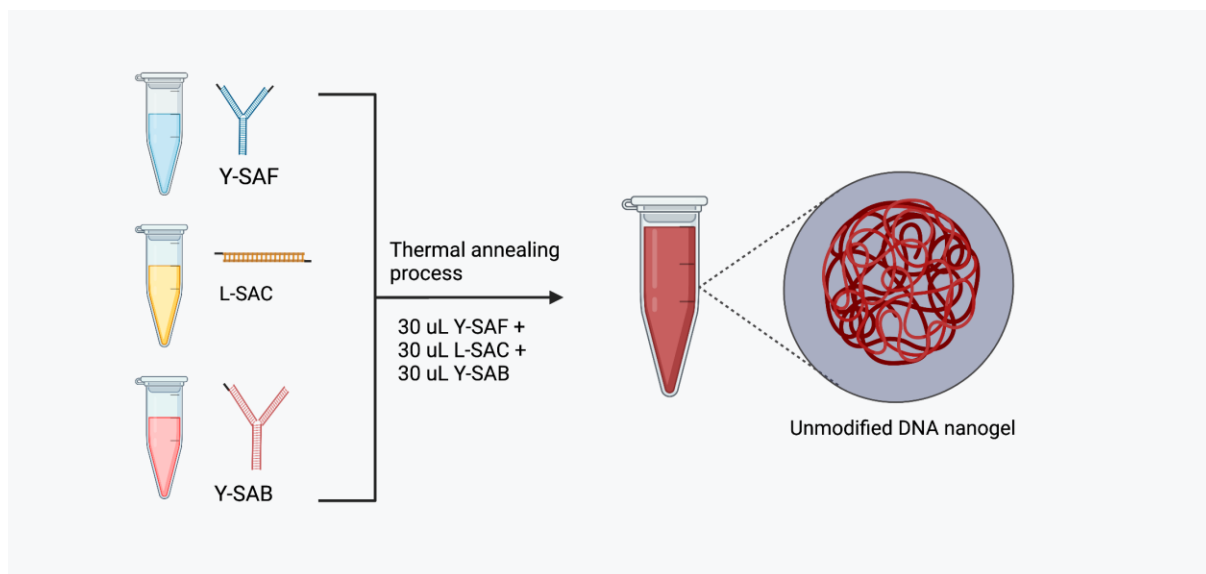 Y-SAF
L-SAC
Y-SAB
Thermal annealing
process
30 uL Y-SAF +
30 uL L-SAC +
30 uL Y-SAB
Unmodified DNA nanogel